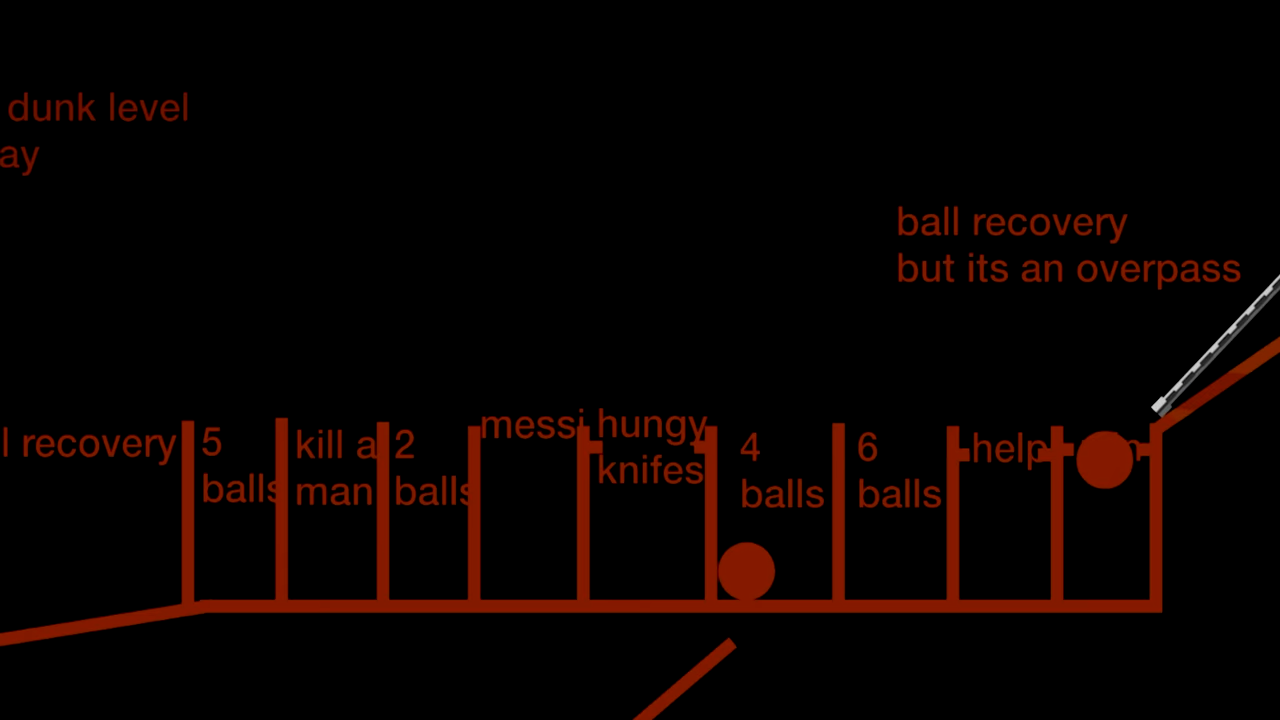 dunk level
ay
ball recovery
but its an overpass
l recovery
5
balls
kill a
man
2
balls
messi
hungy
knifes
4
balls
6
balls
help